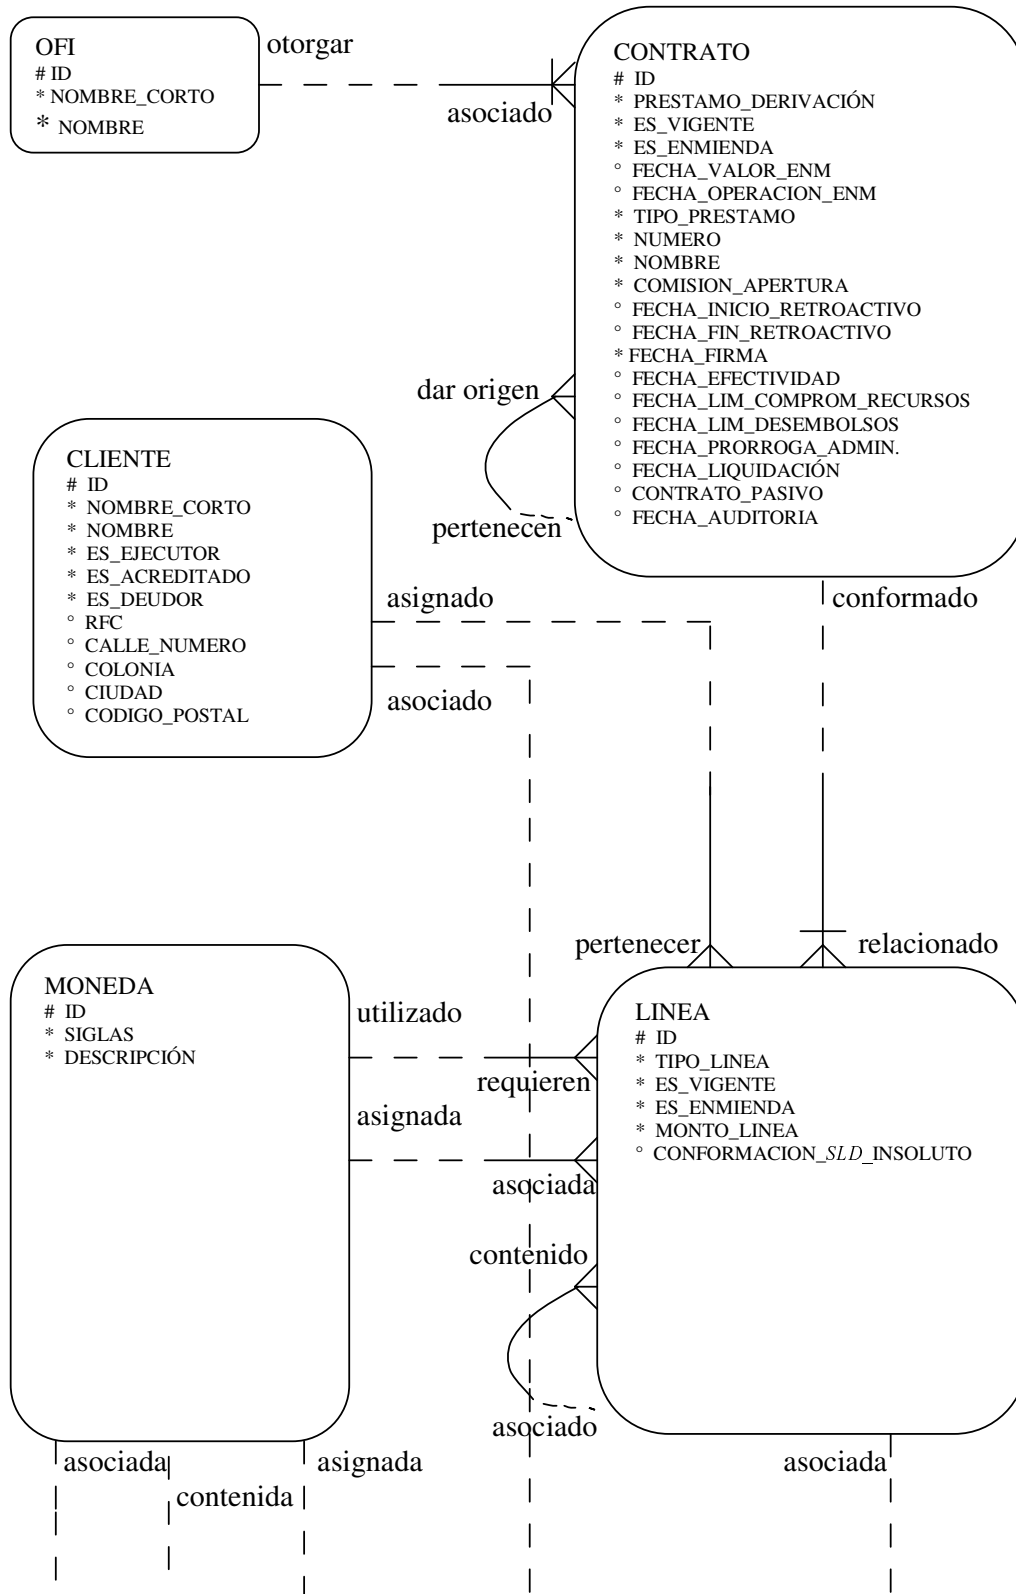 OFI
# ID
* NOMBRE_CORTO
* NOMBRE
otorgar
asociado
CONTRATO
# ID
* PRESTAMO_DERIVACIÓN
* ES_VIGENTE
* ES_ENMIENDA
° FECHA_VALOR_ENM
° FECHA_OPERACION_ENM
* TIPO_PRESTAMO
* NUMERO
* NOMBRE
* COMISION_APERTURA
° FECHA_INICIO_RETROACTIVO
° FECHA_FIN_RETROACTIVO
* FECHA_FIRMA
° FECHA_EFECTIVIDAD
° FECHA_LIM_COMPROM_RECURSOS
° FECHA_LIM_DESEMBOLSOS
° FECHA_PRORROGA_ADMIN.
° FECHA_LIQUIDACIÓN
° CONTRATO_PASIVO
° FECHA_AUDITORIA
dar origen
pertenecen
CLIENTE
# ID
* NOMBRE_CORTO
* NOMBRE
* ES_EJECUTOR
* ES_ACREDITADO
* ES_DEUDOR
° RFC
° CALLE_NUMERO
° COLONIA
° CIUDAD
° CODIGO_POSTAL
asignado
asociado
conformado
pertenecer
relacionado
MONEDA
# ID
* SIGLAS
* DESCRIPCIÓN
utilizado
requieren
asignada
asociada
contenido
asociado
LINEA
# ID
* TIPO_LINEA
* ES_VIGENTE
* ES_ENMIENDA
* MONTO_LINEA
° CONFORMACION_SLD_INSOLUTO
asociada
contenida
asignada
asociada